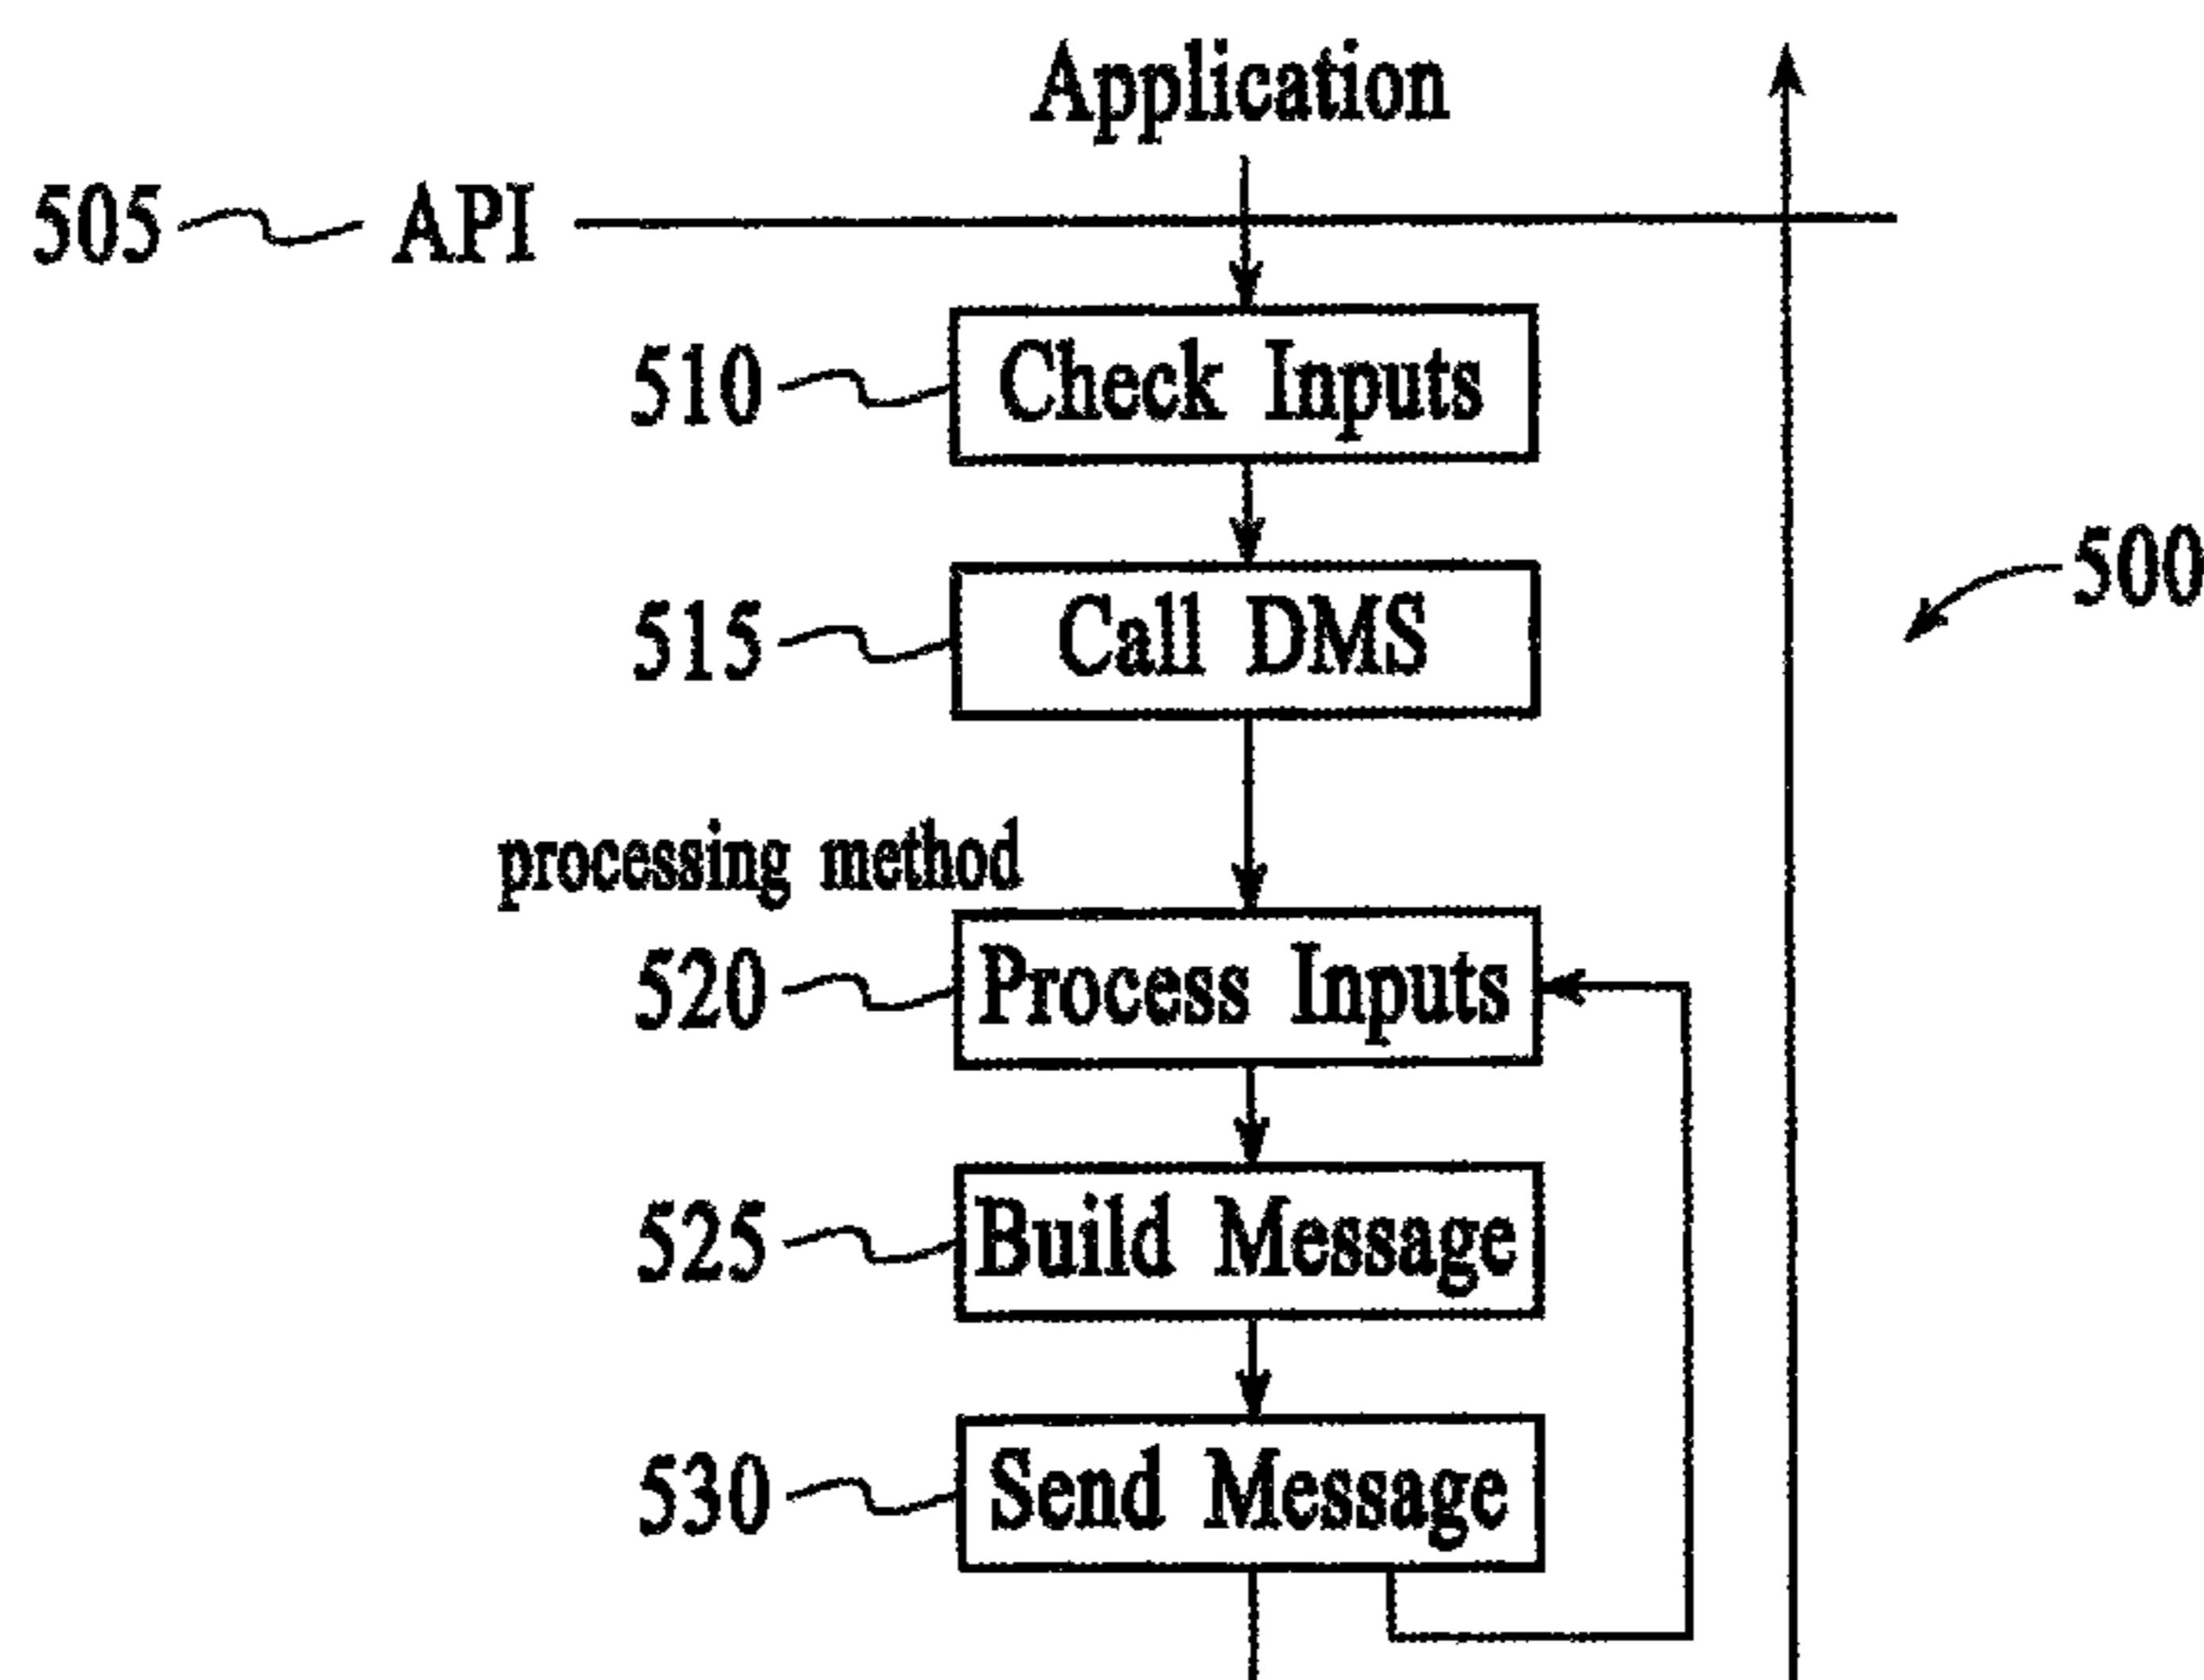 Application
505 API
510 Check Inputs
515 Call DMS
500
processing method
520 Process Inputs
525 Build Message
530 Send Message